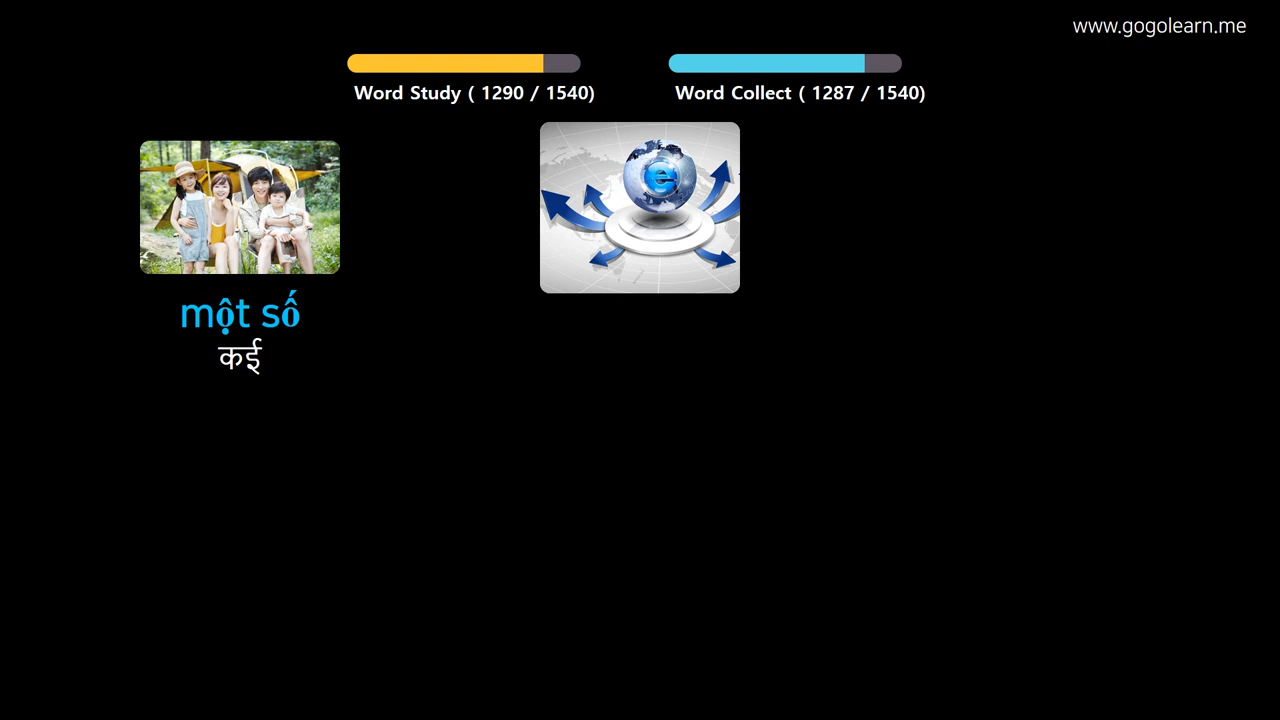 www.gogolearn.me
Word Study ( 1290 / 1540)
Word Collect ( 1287 / 1540)
e
một số
कई